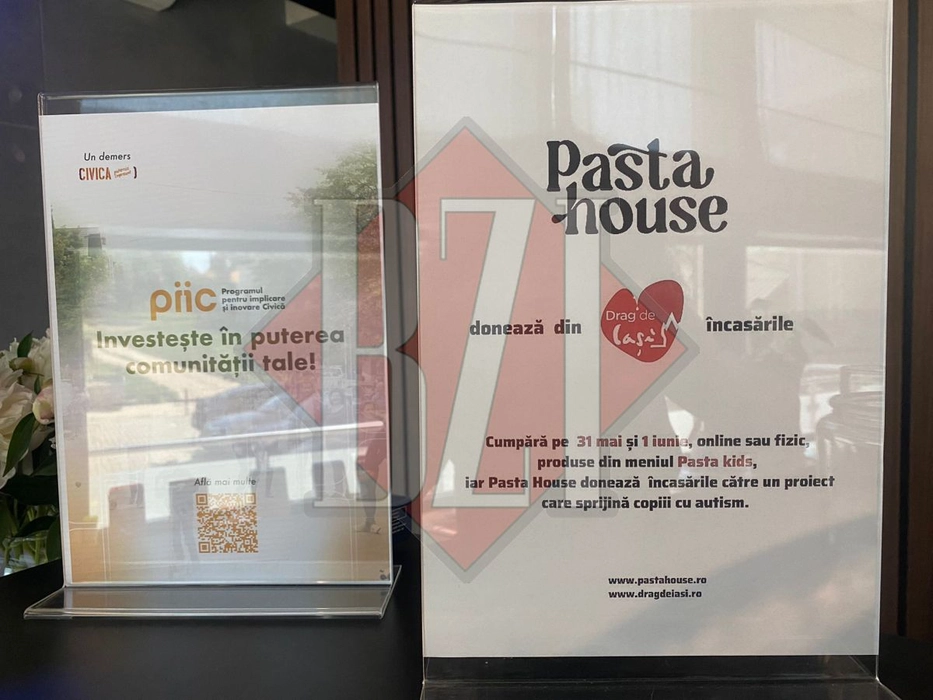 Un demers
CIVICA
piic
Programul
pentru implicare
și Inovare Civică
Investește în puterea
comunității tale!
Află mai multe
Pasta
house
donează din Drag de Iași încasările
Cumpără pe 31 mai și 1 iunie, online sau fizic,
produse din meniul Pasta kids,
iar Pasta House donează încasările către un proiect
care sprijină copiii cu autism.
www.pastahouse.ro
www.dragdeiasi.ro
BZI